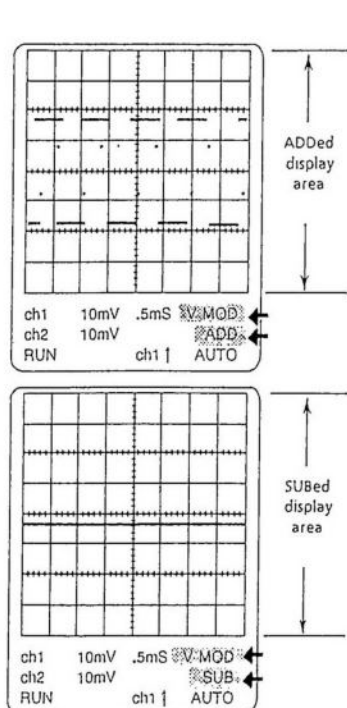 ADDed
display
area
ch1 10mV .5mS V.MOD
ch2 10mV ADD
RUN ch1 ↑ AUTO
SUBed
display
area
ch1 10mV .5mS V-MOD
ch2 10mV SUB
RUN ch1 ↑ AUTO